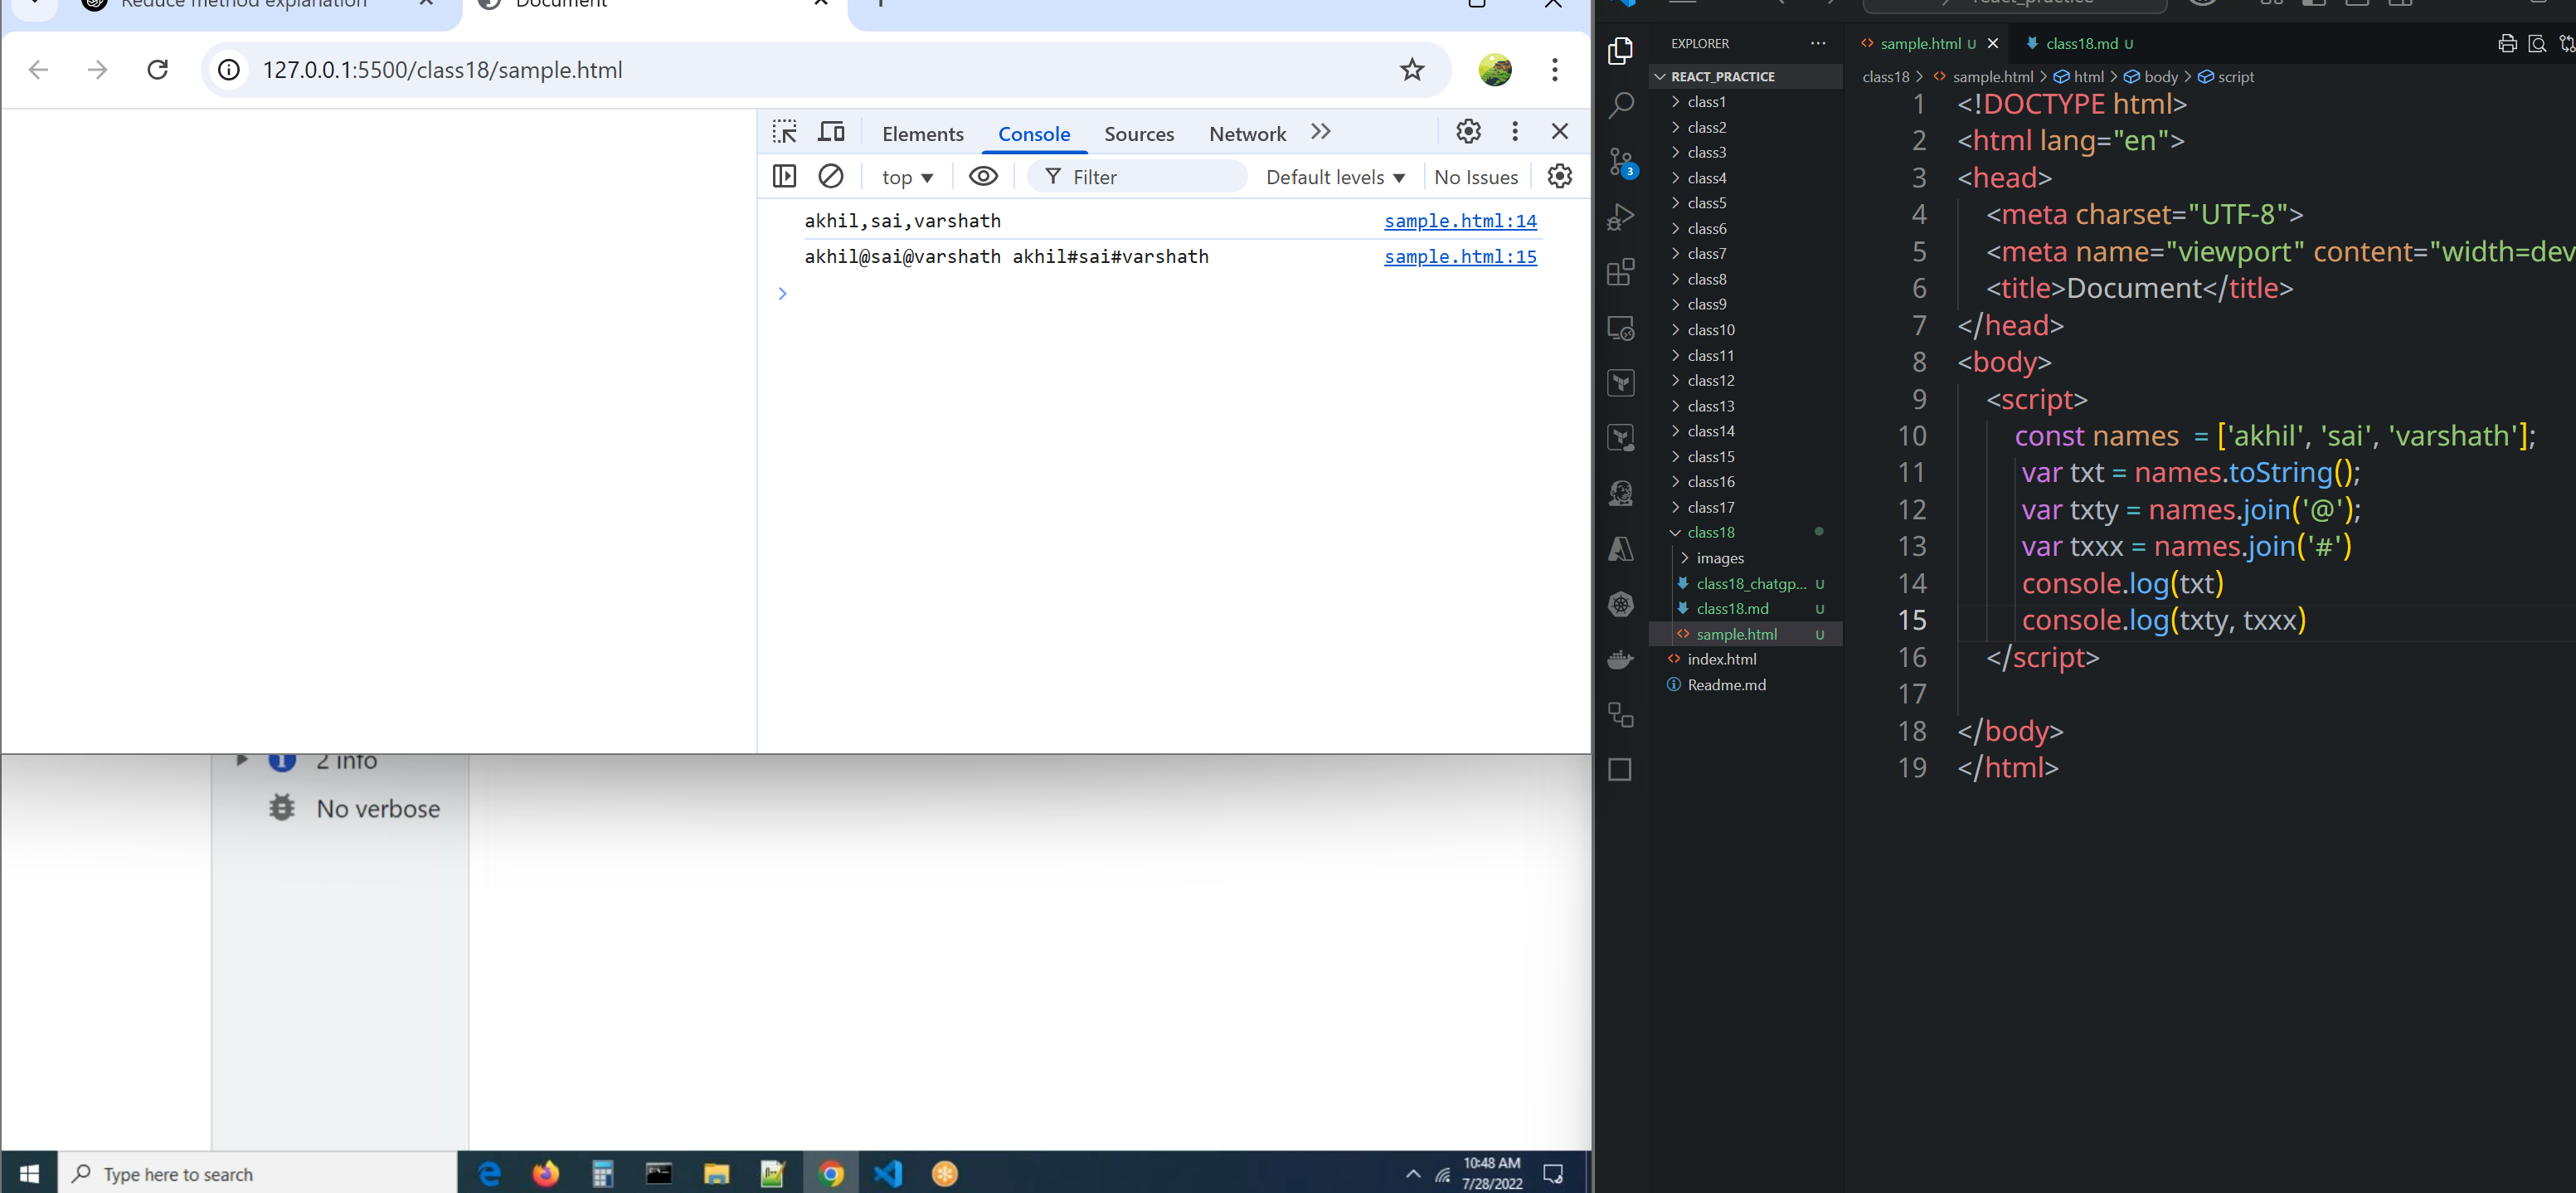 Reduce method explanation
Document
127.0.0.1:5500/class18/sample.html
Elements Console Sources Network
top Filter Default levels No Issues
akhil,sai,varshath sample.html:14
akhil@sai@varshath akhil#sai#varshath sample.html:15
2 info
No verbose
Type here to search
10:48 AM
7/28/2022
react_practice
EXPLORER
REACT_PRACTICE
class1
class2
class3
class4
class5
class6
class7
class8
class9
class10
class11
class12
class13
class14
class15
class16
class17
class18
images
class18_chatgp... U
class18.md U
sample.html U
index.html
Readme.md
3
sample.html U class18.md U
class18 > sample.html > html > body > script
1 <!DOCTYPE html>
2 <html lang="en">
3 <head>
4 <meta charset="UTF-8">
5 <meta name="viewport" content="width=dev
6 <title>Document</title>
7 </head>
8 <body>
9 <script>
10 const names = ['akhil', 'sai', 'varshath'];
11 var txt = names.toString();
12 var txty = names.join('@');
13 var txxx = names.join('#')
14 console.log(txt)
15 console.log(txty, txxx)
16 </script>
17
18 </body>
19 </html>